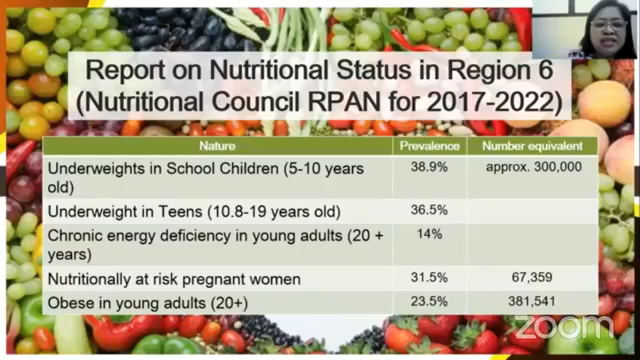 Report on Nutritional Status in Region 6
(Nutritional Council RPAN for 2017-2022)
Nature Prevalence Number equivalent
Underweights in School Children (5-10 years
old) 38.9% approx. 300,000
Underweight in Teens (10.8-19 years old) 36.5%
Chronic energy deficiency in young adults (20 +
years) 14%
Nutritionally at risk pregnant women 31.5% 67,359
Obese in young adults (20+) 23.5% 381,541
zoom